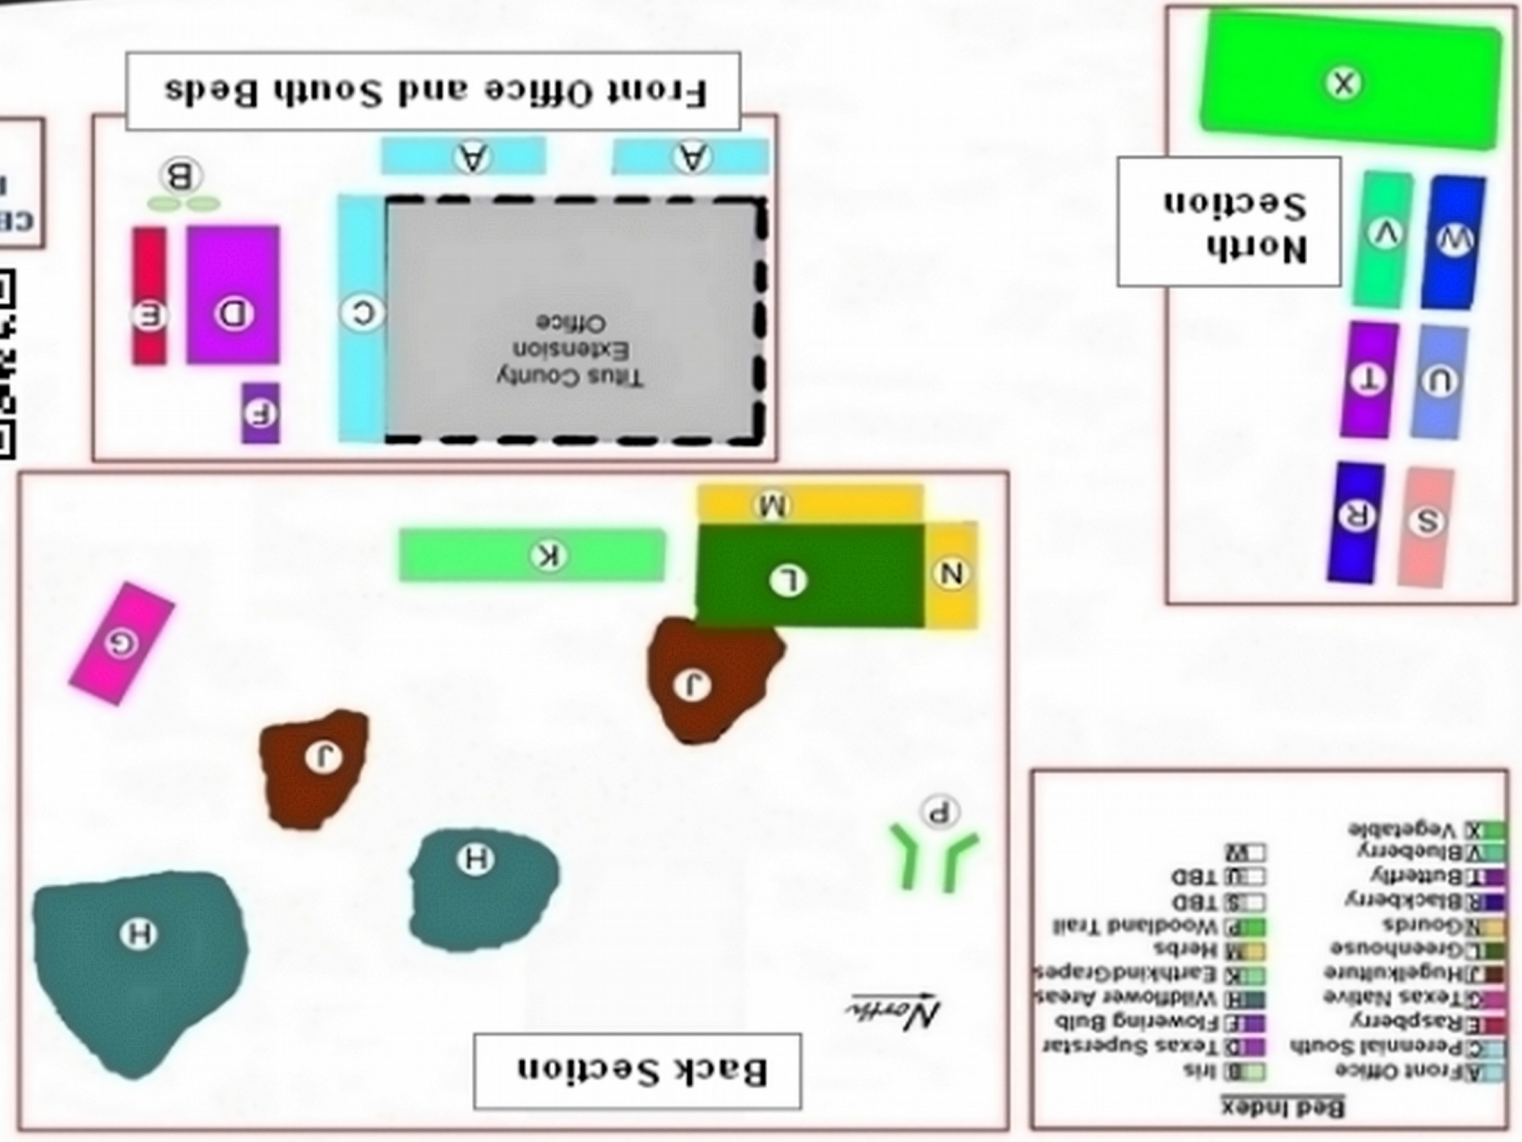 Bed Index
A Front Office
C Perennial South
E Raspberry
G Texas Native
J Hugelkulture
L Greenhouse
N Gourds
R Blackberry
T Butterfly
V Blueberry
X Vegetable
B Iris
D Texas Superstar
F Flowering Bulb
H Wildflower Areas
K EarthkindGrapes
M Herbs
P Woodland Trail
S TBD
U TBD
W
Back Section
North
H
H
P
J
J
G
N
L
K
M
S
R
U
T
W
V
North
Section
X
F
Titus County
Extension
Office
C
D
E
B
A
A
Front Office and South Beds